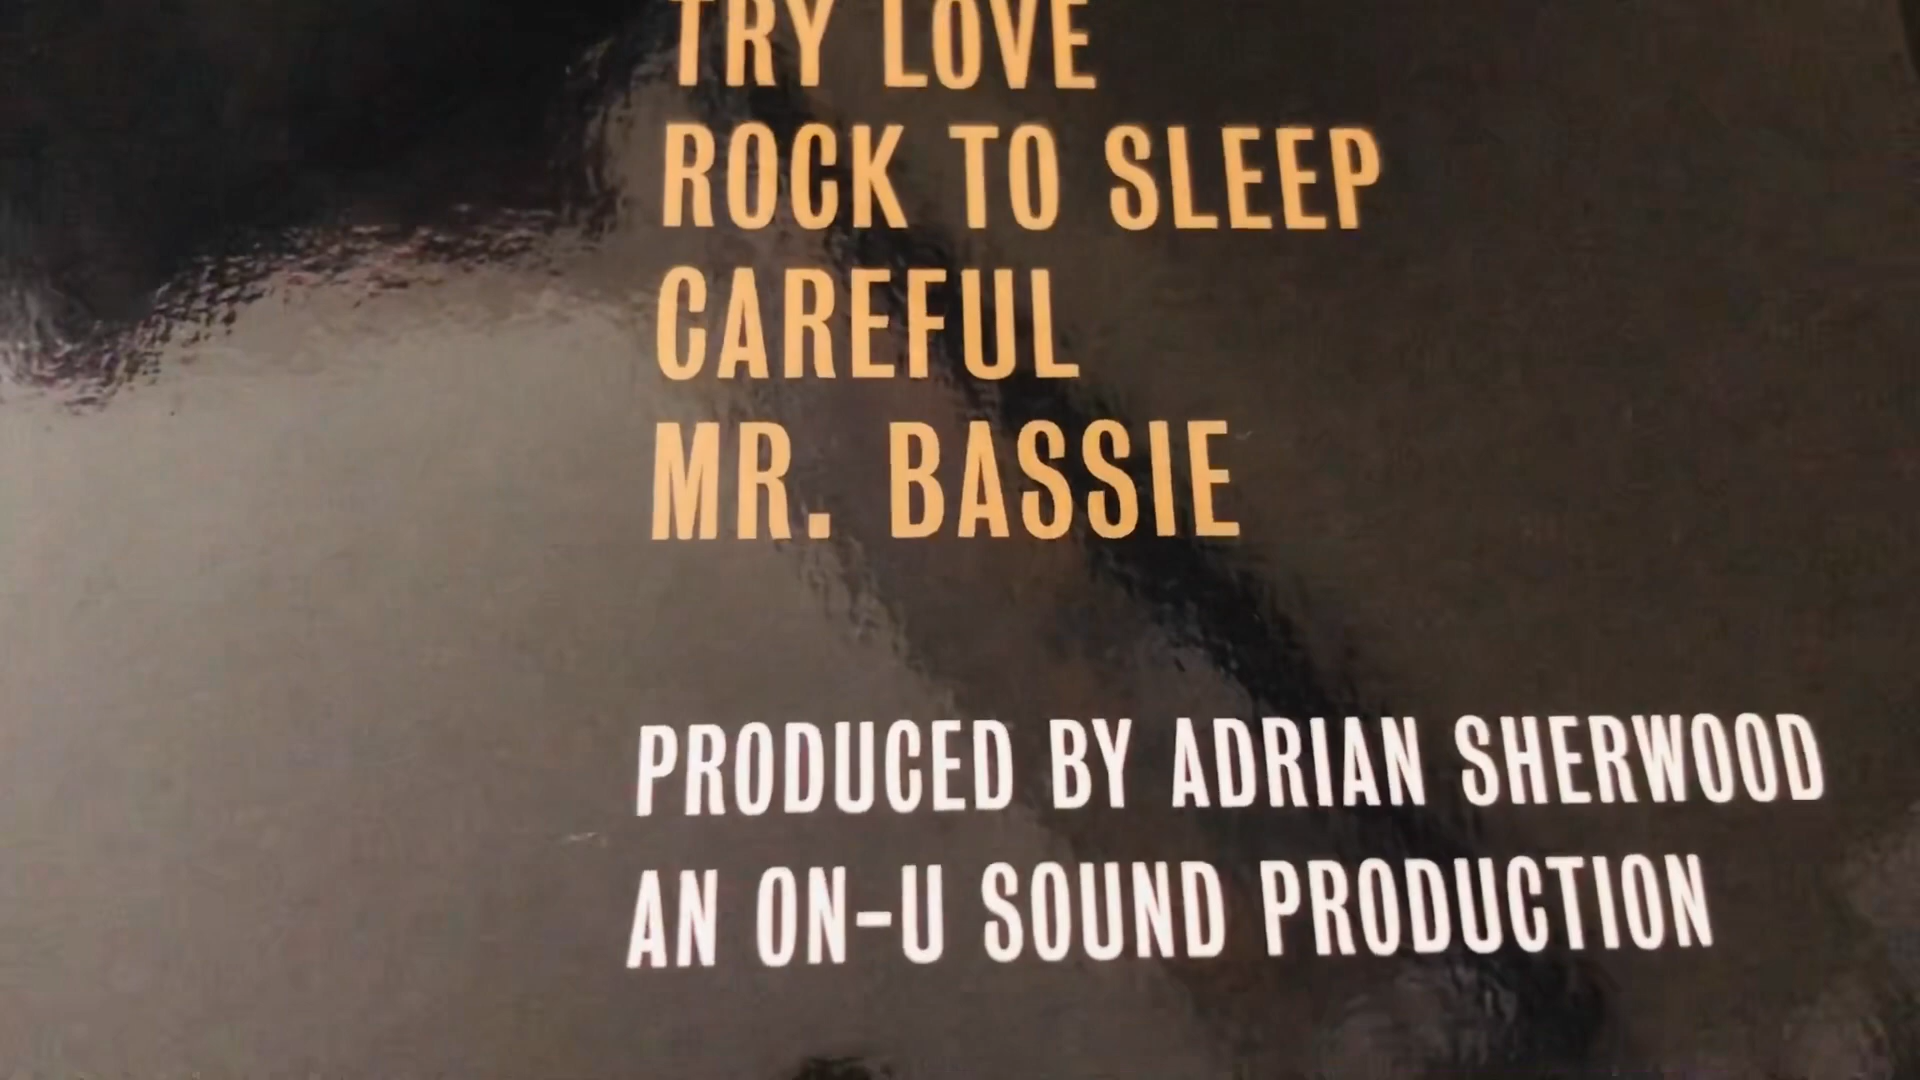 TRY LOVE
ROCK TO SLEEP
CAREFUL
MR. BASSIE
PRODUCED BY ADRIAN SHERWOOD
AN ON-U SOUND PRODUCTION